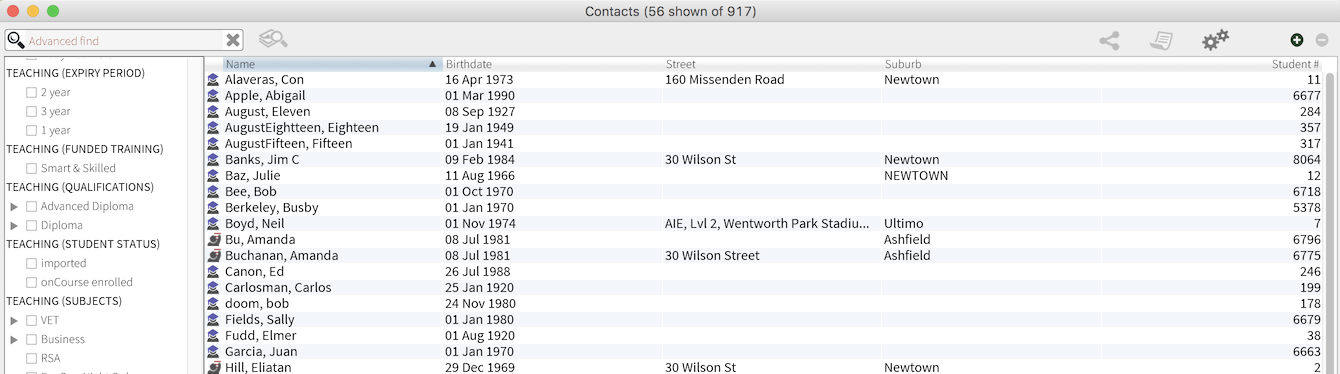 Contacts (56 shown of 917)
Advanced find
TEACHING (EXPIRY PERIOD)
2 year
3 year
1 year
TEACHING (FUNDED TRAINING)
Smart & Skilled
TEACHING (QUALIFICATIONS)
Advanced Diploma
Diploma
TEACHING (STUDENT STATUS)
imported
onCourse enrolled
TEACHING (SUBJECTS)
VET
Business
RSA
Name Birthdate Street Suburb Student #
Alaveras, Con 16 Apr 1973 160 Missenden Road Newtown 11
Apple, Abigail 01 Mar 1990 6677
August, Eleven 08 Sep 1927 284
AugustEightteen, Eighteen 19 Jan 1949 357
AugustFifteen, Fifteen 01 Jan 1941 317
Banks, Jim C 09 Feb 1984 30 Wilson St Newtown 8064
Baz, Julie 11 Aug 1966 NEWTOWN 12
Bee, Bob 01 Oct 1970 6718
Berkeley, Busby 01 Jan 1970 5378
Boyd, Neil 01 Nov 1974 AIE, Lvl 2, Wentworth Park Stadiu... Ultimo 7
Bu, Amanda 08 Jul 1981 Ashfield 6796
Buchanan, Amanda 08 Jul 1981 30 Wilson Street Ashfield 6775
Canon, Ed 26 Jul 1988 246
Carlosman, Carlos 25 Jan 1920 199
doom, bob 24 Nov 1980 178
Fields, Sally 01 Jan 1980 6679
Fudd, Elmer 01 Aug 1920 38
Garcia, Juan 01 Jan 1970 6663
Hill, Eliatan 29 Dec 1969 30 Wilson St Newtown 2